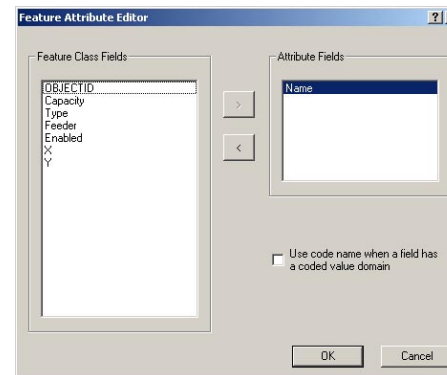 Feature Attribute Editor
?
Feature Class Fields
OBJECTID
Capacity
Type
Feeder
Enabled
X
Y
>
<
Attribute Fields
Name
Use code name when a field has
a coded value domain
OK
Cancel